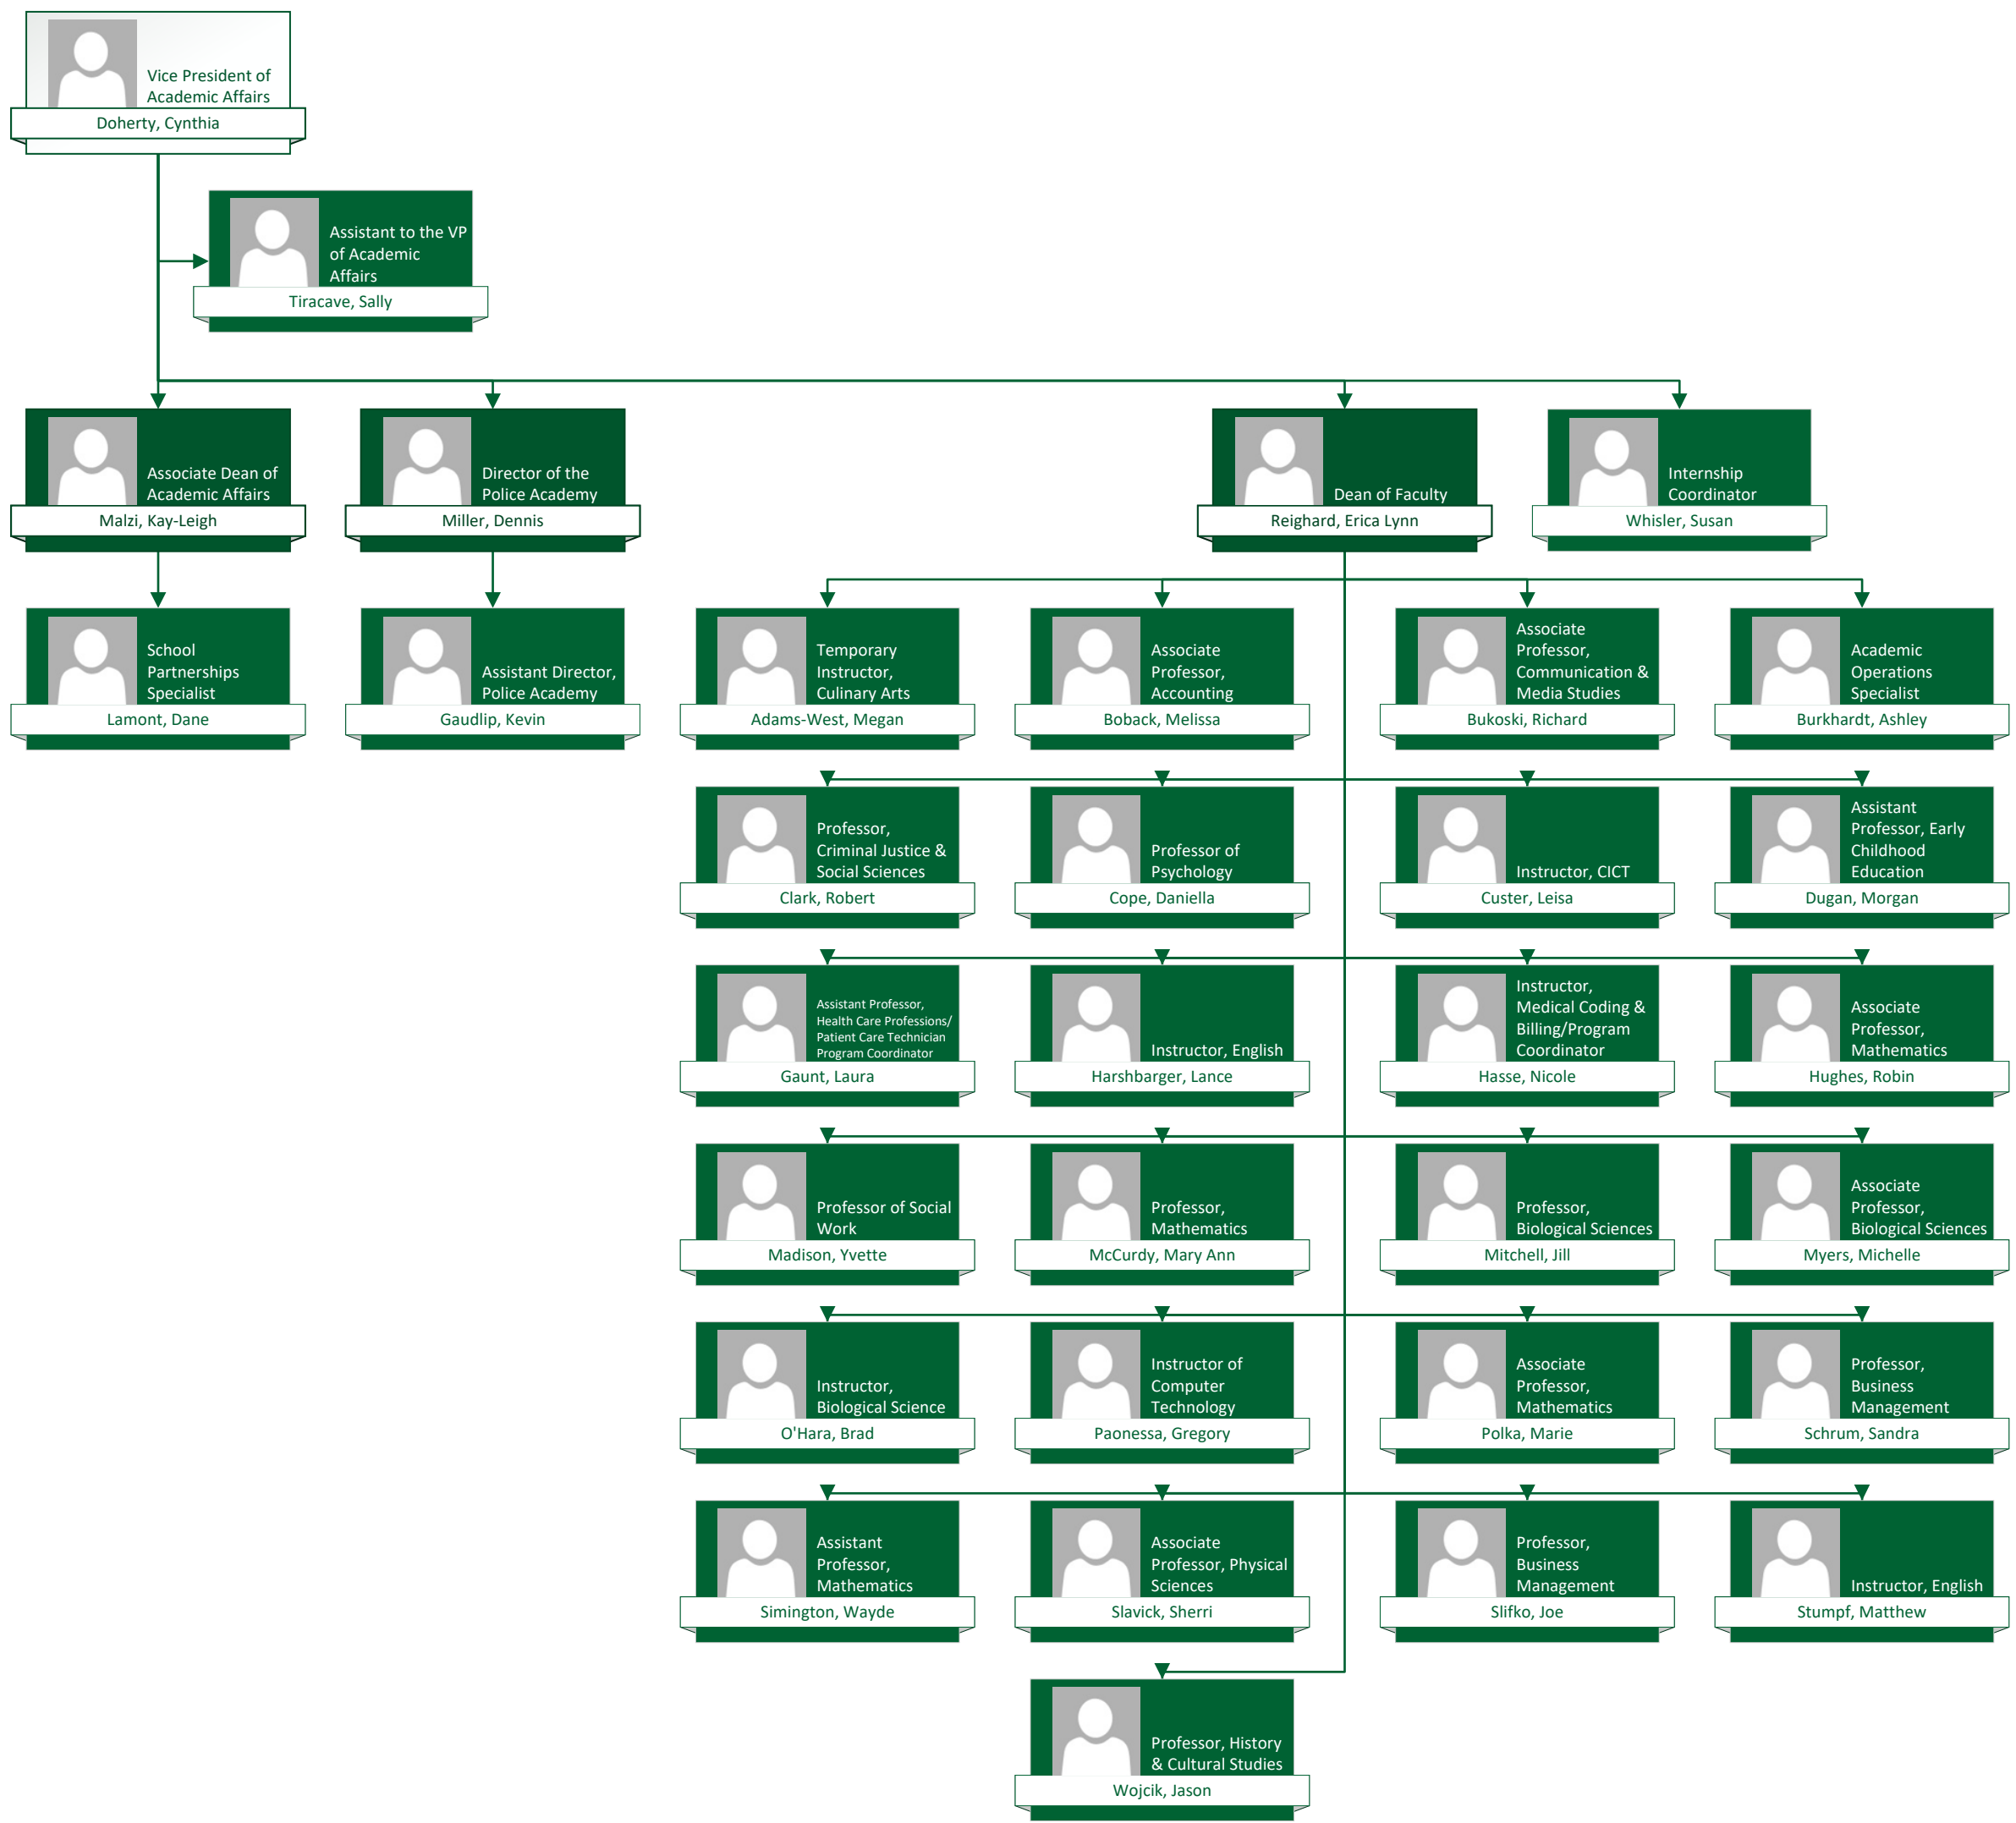 Vice President of
Academic Affairs
Doherty, Cynthia
Assistant to the VP
of Academic
Affairs
Tiracave, Sally
Associate Dean of
Academic Affairs
Malzi, Kay-Leigh
Director of the
Police Academy
Miller, Dennis
Dean of Faculty
Reighard, Erica Lynn
Internship
Coordinator
Whisler, Susan
School
Partnerships
Specialist
Lamont, Dane
Assistant Director,
Police Academy
Gaudlip, Kevin
Temporary
Instructor,
Culinary Arts
Adams-West, Megan
Associate
Professor,
Accounting
Boback, Melissa
Associate
Professor,
Communication &
Media Studies
Bukoski, Richard
Academic
Operations
Specialist
Burkhardt, Ashley
Professor,
Criminal Justice &
Social Sciences
Clark, Robert
Professor of
Psychology
Cope, Daniella
Instructor, CICT
Custer, Leisa
Assistant
Professor, Early
Childhood
Education
Dugan, Morgan
Assistant Professor,
Health Care Professions/
Patient Care Technician
Program Coordinator
Gaunt, Laura
Instructor, English
Harshbarger, Lance
Instructor,
Medical Coding &
Billing/Program
Coordinator
Hasse, Nicole
Associate
Professor,
Mathematics
Hughes, Robin
Professor of Social
Work
Madison, Yvette
Professor,
Mathematics
McCurdy, Mary Ann
Professor,
Biological Sciences
Mitchell, Jill
Associate
Professor,
Biological Sciences
Myers, Michelle
Instructor,
Biological Science
O'Hara, Brad
Instructor of
Computer
Technology
Paonessa, Gregory
Associate
Professor,
Mathematics
Polka, Marie
Professor,
Business
Management
Schrum, Sandra
Assistant
Professor,
Mathematics
Simington, Wayde
Associate
Professor, Physical
Sciences
Slavick, Sherri
Professor,
Business
Management
Slifko, Joe
Instructor, English
Stumpf, Matthew
Professor, History
& Cultural Studies
Wojcik, Jason